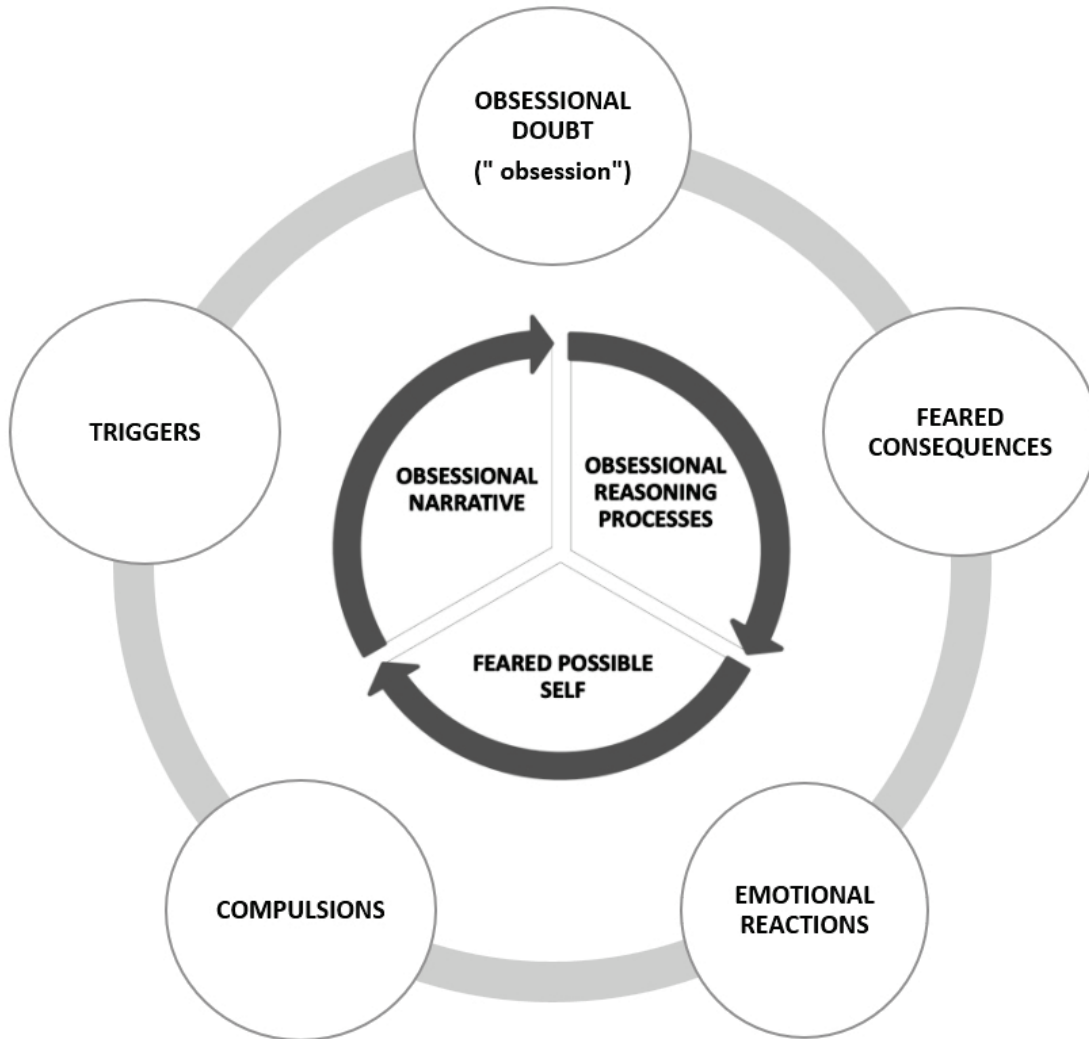 OBSESSIONAL
DOUBT
(" obsession")
TRIGGERS
FEARED
CONSEQUENCES
OBSESSIONAL
NARRATIVE
OBSESSIONAL
REASONING
PROCESSES
FEARED POSSIBLE
SELF
COMPULSIONS
EMOTIONAL
REACTIONS